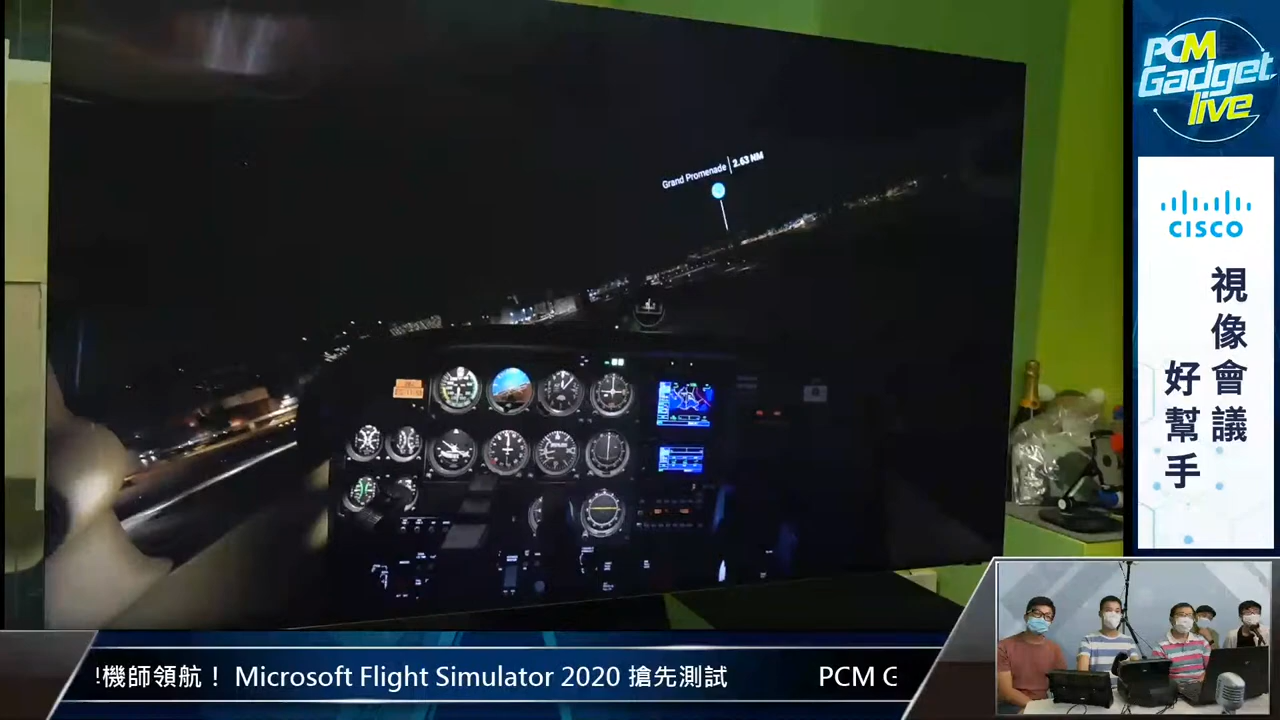 PCM
Gadget
live
Grand Promenade | 2.63 NM
CISCO
視像會議
好幫手
!機師領航！ Microsoft Flight Simulator 2020 搶先測試
PCM G